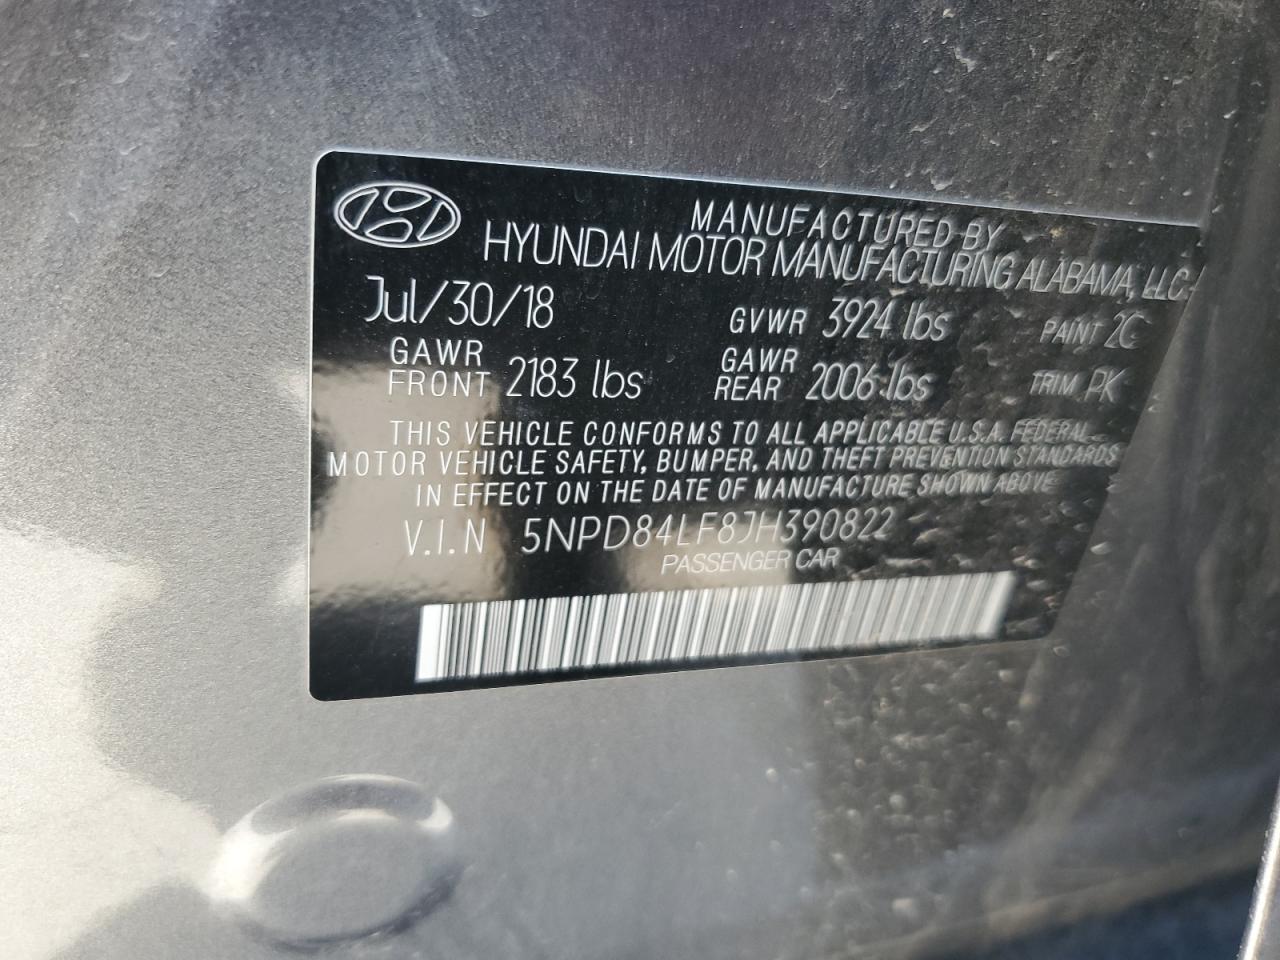 MANUFACTURED BY
HYUNDAI MOTOR MANUFACTURING ALABAMA, LLC
Jul/30/18 GVWR 3924 lbs PAINT 2C
GAWR FRONT 2183 lbs GAWR REAR 2006 lbs TRIM PK
THIS VEHICLE CONFORMS TO ALL APPLICABLE U.S.A. FEDERAL
MOTOR VEHICLE SAFETY, BUMPER, AND THEFT PREVENTION STANDARDS
IN EFFECT ON THE DATE OF MANUFACTURE SHOWN ABOVE
V.I.N 5NPD84LF8JH390822
PASSENGER CAR